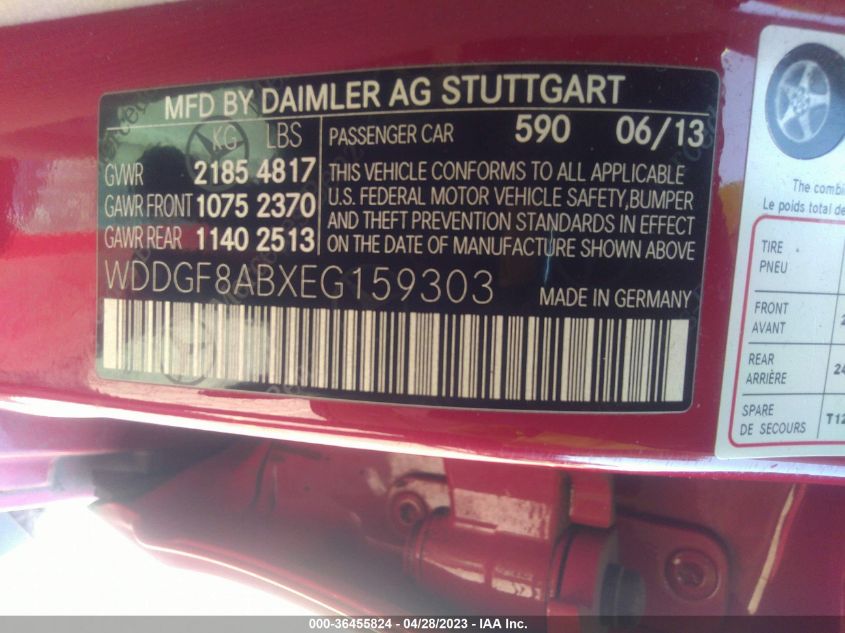 MFD BY DAIMLER AG STUTTGART
KG LBS
GVWR 2185 4817
GAWR FRONT 1075 2370
GAWR REAR 1140 2513
PASSENGER CAR 590 06/13
THIS VEHICLE CONFORMS TO ALL APPLICABLE
U.S. FEDERAL MOTOR VEHICLE SAFETY,BUMPER
AND THEFT PREVENTION STANDARDS IN EFFECT
ON THE DATE OF MANUFACTURE SHOWN ABOVE
WDDGF8ABXEG159303
MADE IN GERMANY
The combi
Le poids total de
TIRE
PNEU
FRONT
AVANT
2
REAR
ARRIÈRE
24
SPARE
DE SECOURS
T12
000-36455824 / 04/28/2023 / IAA Inc.